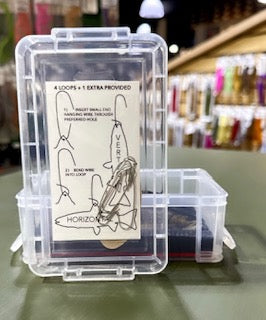 4 LOOPS + 1 EXTRA PROVIDED
1) INSERT SMALL END
HANGING WIRE THROUGH
PREFERRED HOLE
VERT
2) BEND WIRE
INTO LOOP
HORIZONTA